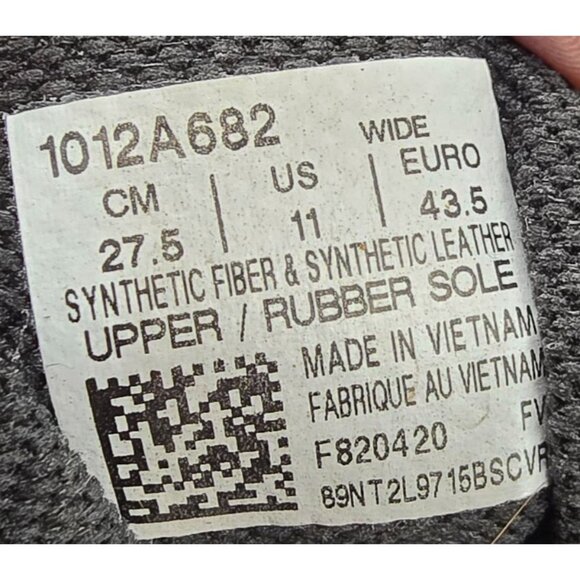 1012A682 WIDE
CM US EURO
27.5 11 43.5
SYNTHETIC FIBER & SYNTHETIC LEATHER
UPPER / RUBBER SOLE
MADE IN VIETNAM
FABRIQUE AU VIETNAM
F820420 FV
89NT2L9715BSCVR